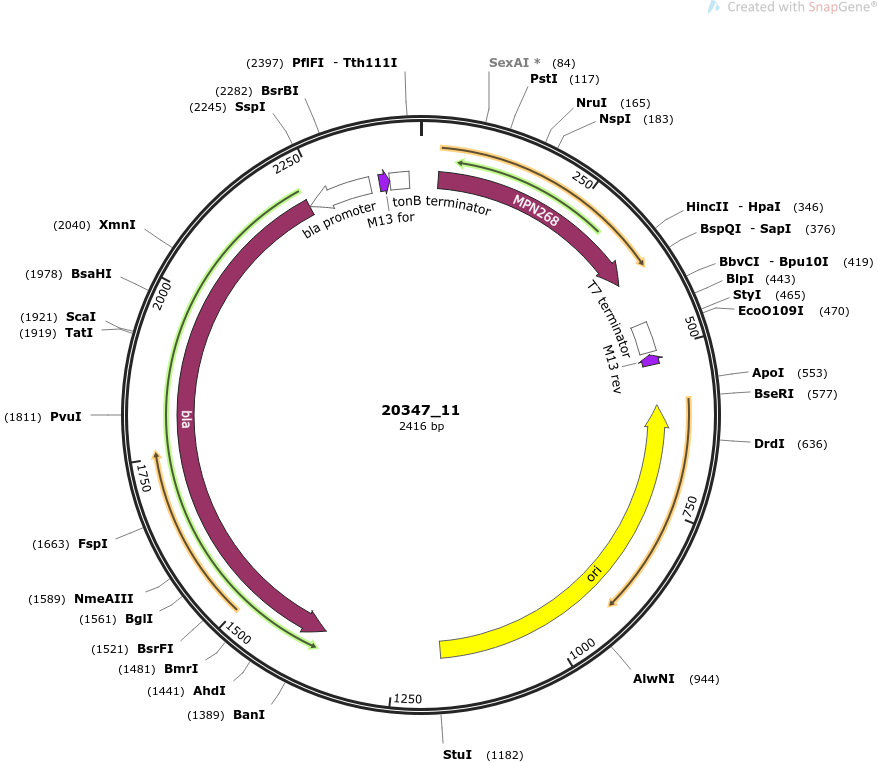 Created with SnapGene®
(2397) PflFI - Tth111I
SexAI * (84)
PstI (117)
(2282) BsrBI
(2245) SspI
NruI (165)
NspI (183)
2250
250
bla promoter
M13 for
tonB terminator
MPN268
HincII - HpaI (346)
BspQI - SapI (376)
(2040) XmnI
BbvCI - Bpu10I (419)
(1978) BsaHI
BlpI (443)
2000
StyI (465)
EcoO109I (470)
(1921) ScaI
(1919) TatI
500
T7 terminator
M13 rev
ApoI (553)
BseRI (577)
20347_11
2416 bp
(1811) PvuI
bla
DrdI (636)
1750
750
(1663) FspI
ori
(1589) NmeAIII
(1561) BglI
1500
(1521) BsrFI
1000
(1481) BmrI
AlwNI (944)
(1441) AhdI
1250
(1389) BanI
StuI (1182)